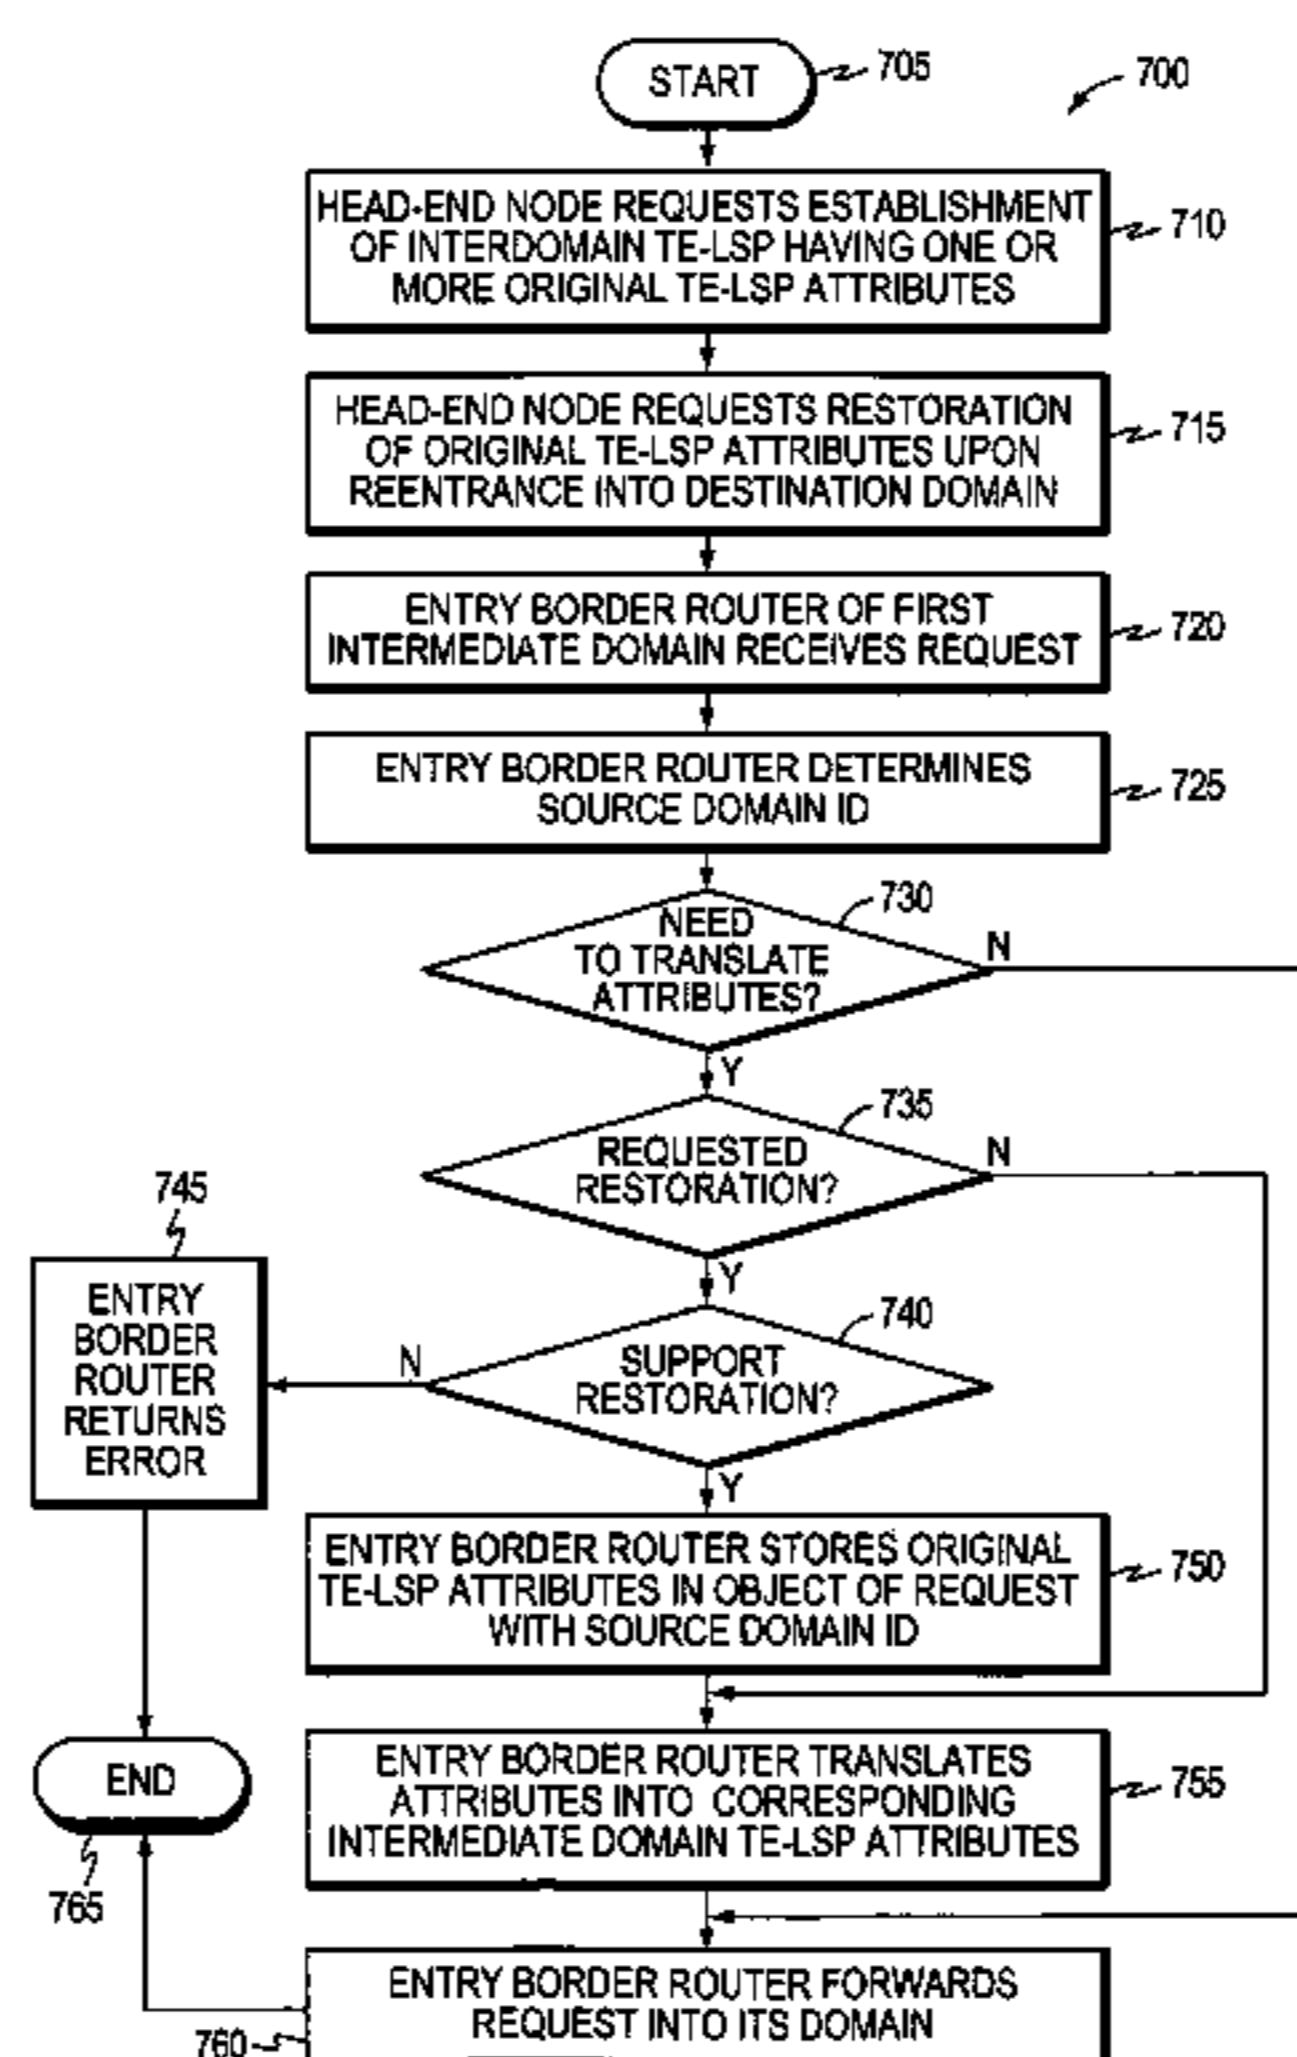 START
705
700
HEAD-END NODE REQUESTS ESTABLISHMENT
OF INTERDOMAIN TE-LSP HAVING ONE OR
MORE ORIGINAL TE-LSP ATTRIBUTES
710
HEAD-END NODE REQUESTS RESTORATION
OF ORIGINAL TE-LSP ATTRIBUTES UPON
REENTRANCE INTO DESTINATION DOMAIN
715
ENTRY BORDER ROUTER OF FIRST
INTERMEDIATE DOMAIN RECEIVES REQUEST
720
ENTRY BORDER ROUTER DETERMINES
SOURCE DOMAIN ID
725
730
NEED
TO TRANSLATE
ATTRIBUTES?
N
Y
735
REQUESTED
RESTORATION?
N
Y
740
SUPPORT
RESTORATION?
N
Y
745
ENTRY
BORDER
ROUTER
RETURNS
ERROR
ENTRY BORDER ROUTER STORES ORIGINAL
TE-LSP ATTRIBUTES IN OBJECT OF REQUEST
WITH SOURCE DOMAIN ID
750
END
765
ENTRY BORDER ROUTER TRANSLATES
ATTRIBUTES INTO CORRESPONDING
INTERMEDIATE DOMAIN TE-LSP ATTRIBUTES
755
ENTRY BORDER ROUTER FORWARDS
REQUEST INTO ITS DOMAIN
760